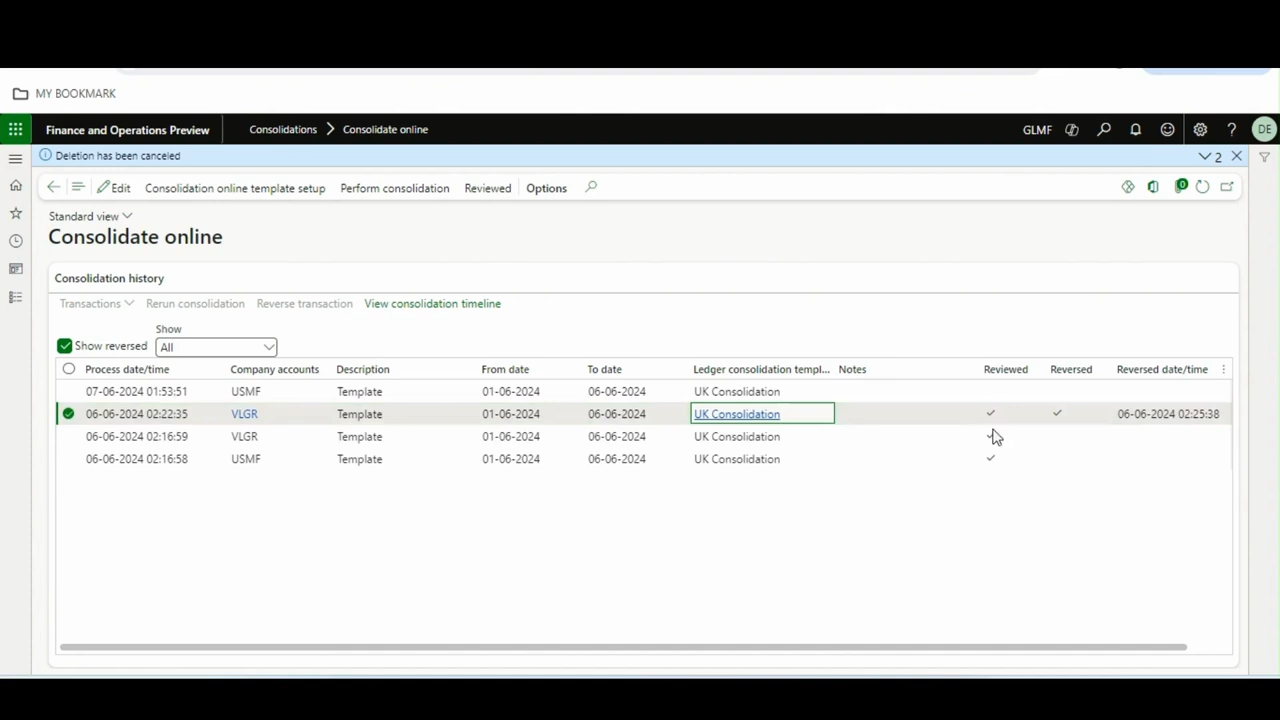 MY BOOKMARK
Finance and Operations Preview Consolidations Consolidate online GLMF DE
Deletion has been canceled 2
Edit Consolidation online template setup Perform consolidation Reviewed Options 0
Standard view
Consolidate online
Consolidation history
Transactions Rerun consolidation Reverse transaction View consolidation timeline
Show
Show reversed All
Process date/time Company accounts Description From date To date Ledger consolidation templ... Notes Reviewed Reversed Reversed date/time
07-06-2024 01:53:51 USMF Template 01-06-2024 06-06-2024 UK Consolidation
06-06-2024 02:22:35 VLGR Template 01-06-2024 06-06-2024 UK Consolidation 06-06-2024 02:25:38
06-06-2024 02:16:59 VLGR Template 01-06-2024 06-06-2024 UK Consolidation
06-06-2024 02:16:58 USMF Template 01-06-2024 06-06-2024 UK Consolidation